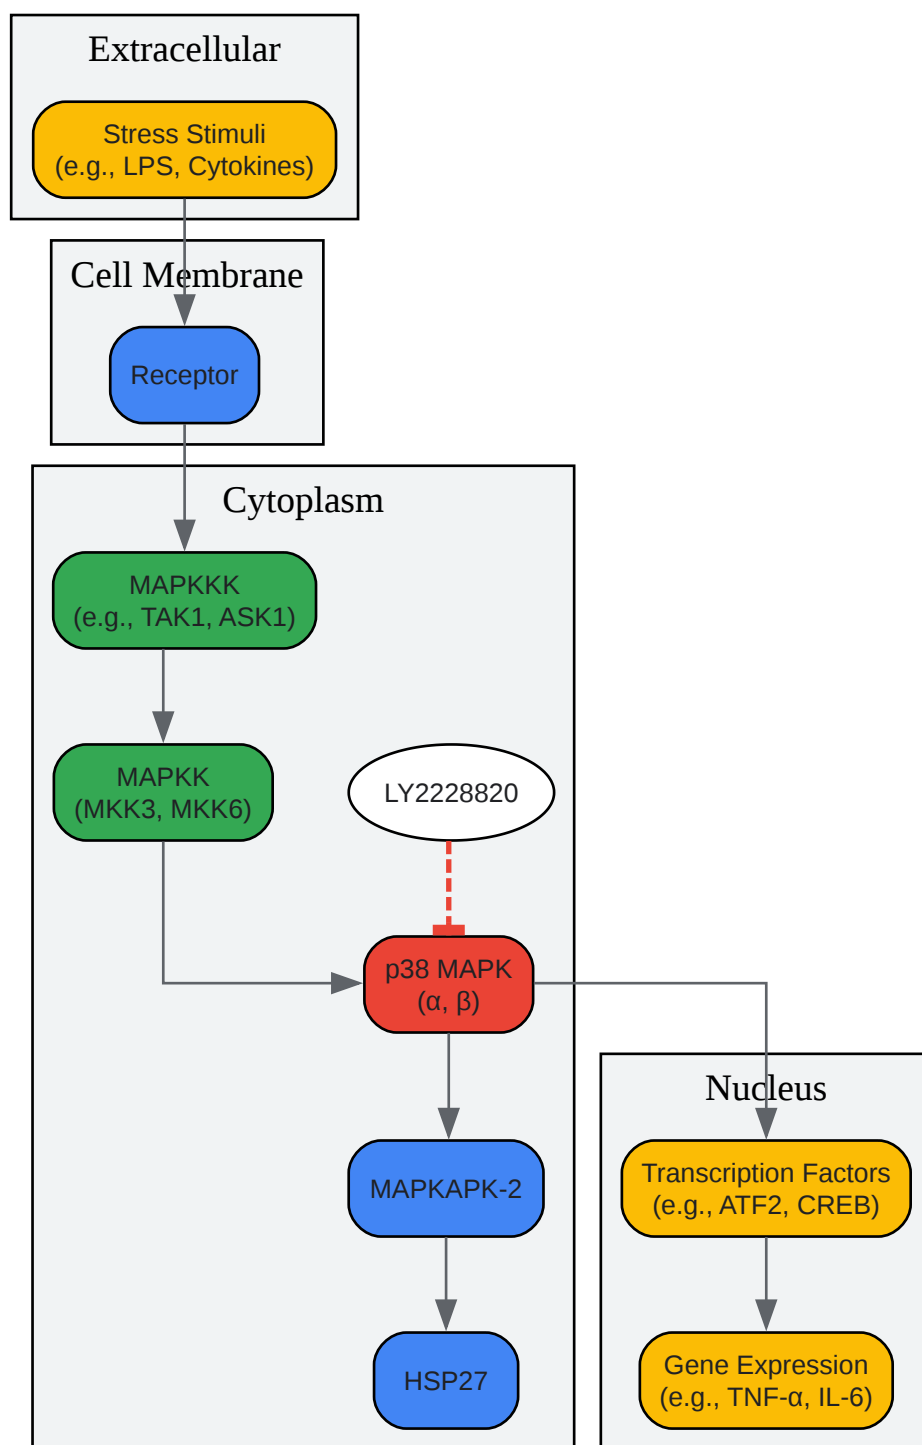 Extracellular
Stress Stimuli
(e.g., LPS, Cytokines)
Cell Membrane
Receptor
Cytoplasm
MAPKKK
(e.g., TAK1, ASK1)
MAPKK
(MKK3, MKK6)
LY2228820
p38 MAPK
(α, β)
Nucleus
MAPKAPK-2
Transcription Factors
(e.g., ATF2, CREB)
HSP27
Gene Expression
(e.g., TNF-α, IL-6)